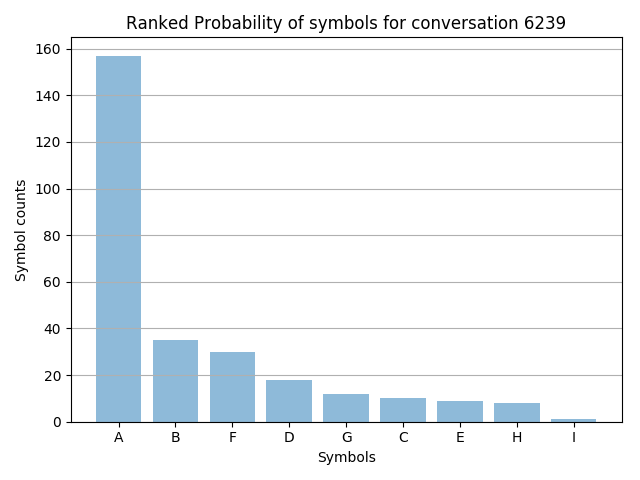 Ranked Probability of symbols for conversation 6239
160
140
120
100
80
60
40
20
0
Symbol counts
A B F D G C E H I
Symbols